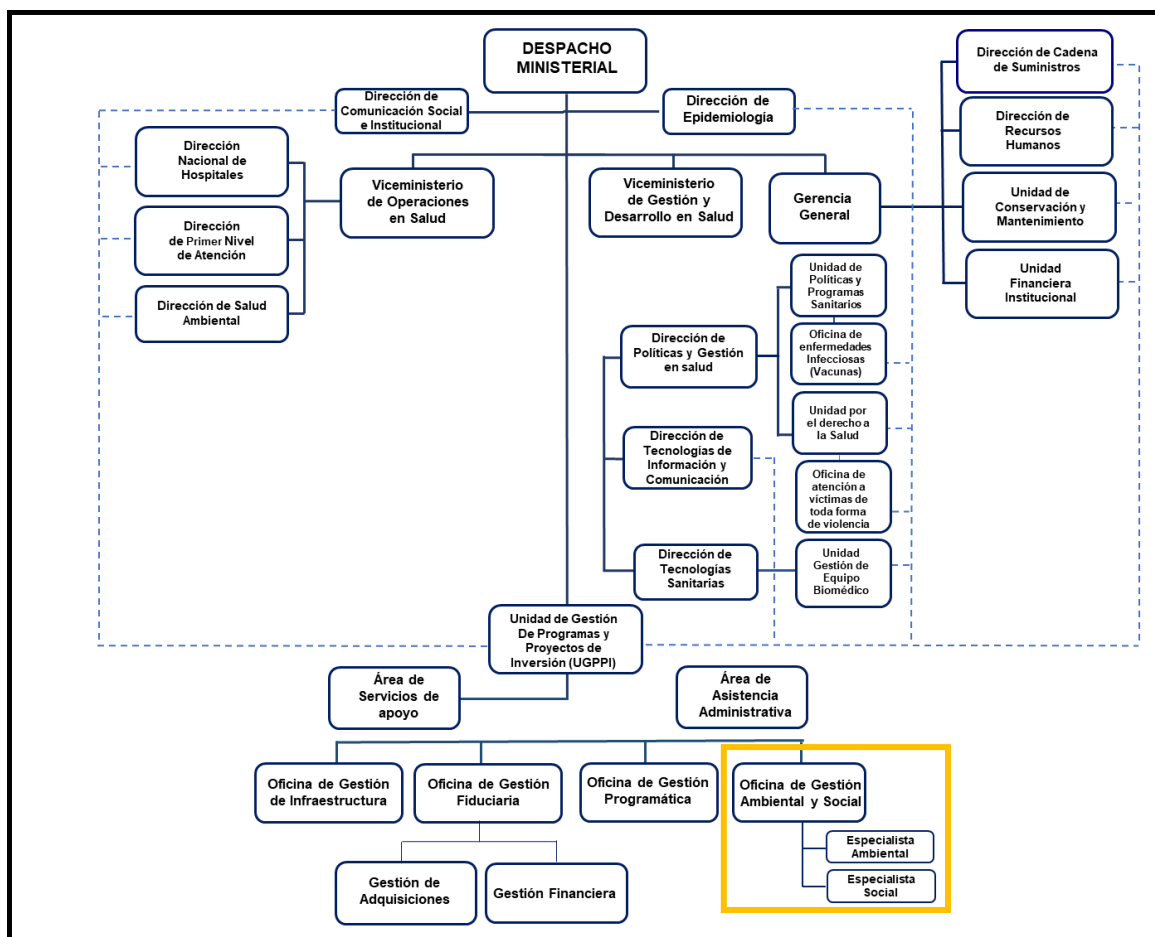 DESPACHO
MINISTERIAL
Dirección de
Comunicación Social
e Institucional
Dirección de
Epidemiología
Dirección de Cadena
de Suministros
Dirección de
Recursos
Humanos
Unidad de
Conservación y
Mantenimiento
Unidad
Financiera
Institucional
Dirección
Nacional de
Hospitales
Dirección
de Primer Nivel
de Atención
Dirección de Salud
Ambiental
Viceministerio
de Operaciones
en Salud
Viceministerio
de Gestión y
Desarrollo en Salud
Gerencia
General
Unidad de
Políticas y
Programas
Sanitarios
Oficina de
enfermedades
Infecciosas
(Vacunas)
Unidad por
el derecho a
la Salud
Oficina de
atención a
víctimas de
toda forma
de violencia
Unidad
Gestión de
Equipo
Biomédico
Dirección de
Políticas y Gestión
en salud
Dirección de
Tecnologías de
Información y
Comunicación
Dirección de
Tecnologías
Sanitarias
Unidad de Gestión
De Programas y
Proyectos de
Inversión (UGPPI)
Área de
Servicios de
apoyo
Área de
Asistencia
Administrativa
Oficina de Gestión
de Infraestructura
Oficina de Gestión
Fiduciaria
Oficina de Gestión
Programática
Oficina de Gestión
Ambiental y Social
Especialista
Ambiental
Especialista
Social
Gestión de
Adquisiciones
Gestión Financiera